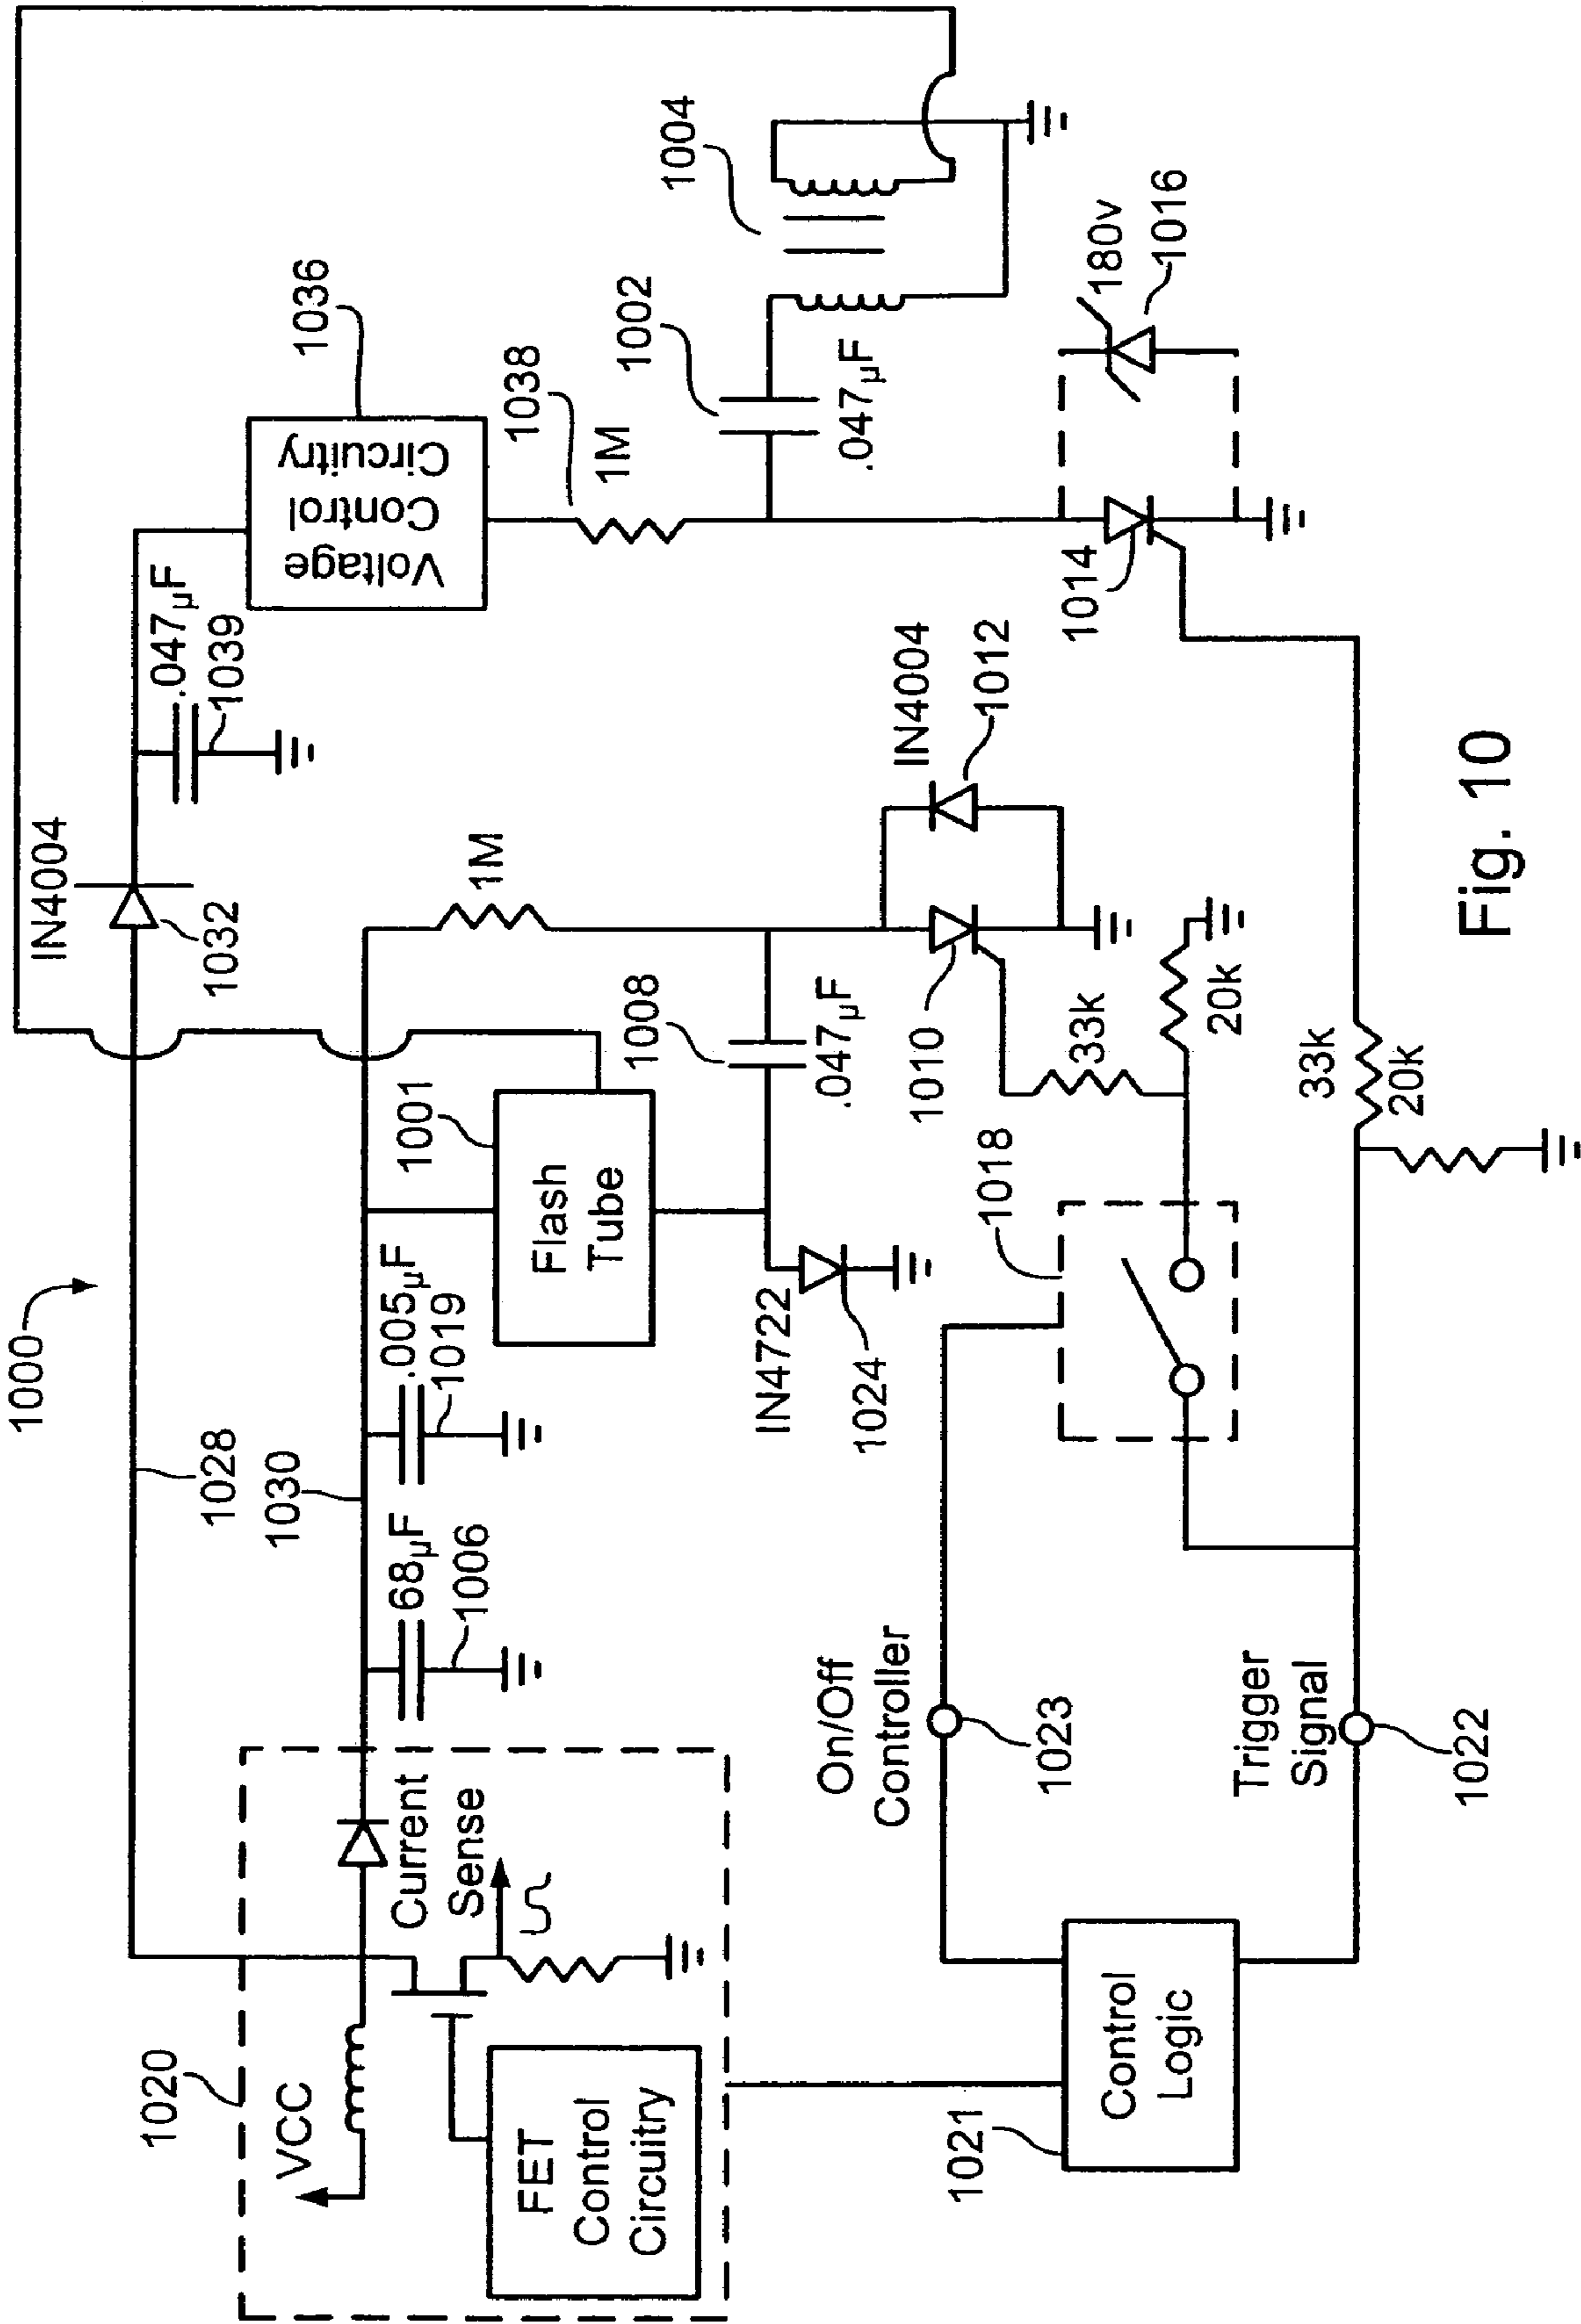 1000
1028
1030
IN4004
1032
.047µF
1039
1036
Voltage
Control
Circuitry
1038
1M
1002
.047µF
1004
180v
1016
1014
1020
VCC
Current
Sense
FET
Control
Circuitry
68µF
1006
.005µF
1019
1001
Flash
Tube
1M
1008
.047µF
IN4722
1024
IN4004
1012
1010
33k
20k
1018
On/Off
Controller
1023
1021
Control
Logic
Trigger
Signal
1022
33k
20k
Fig. 10